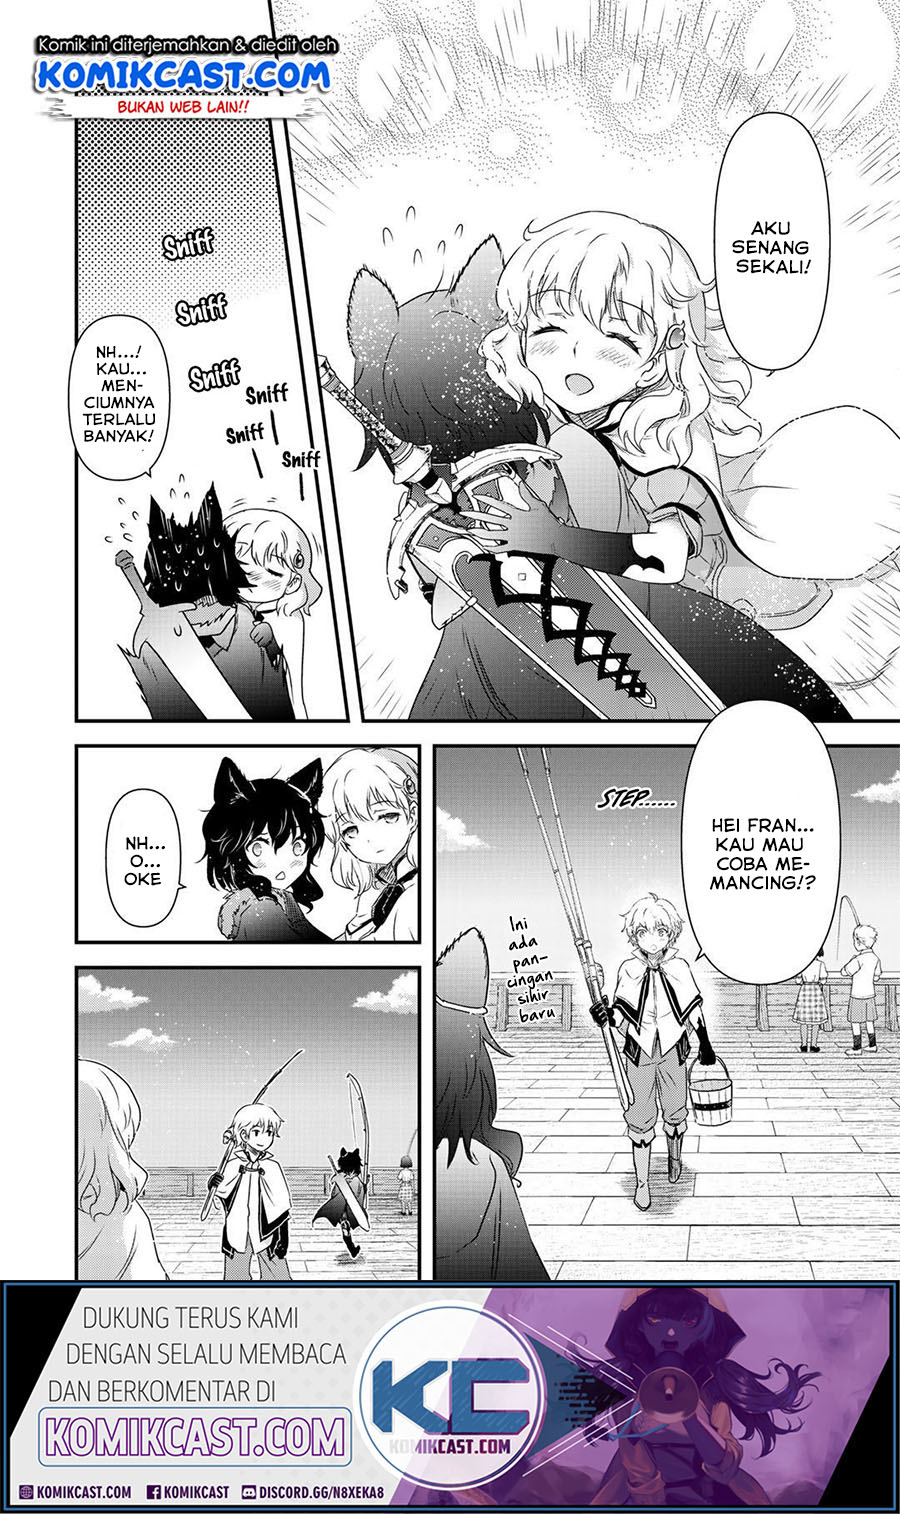 Komik ini diterjemahkan & diedit oleh
KOMIKCAST.COM
BUKAN WEB LAIN!!
AKU
SENANG
SEKALI!
Sniff
Sniff
Sniff
Sniff
Sniff
Sniff
NH...!
KAU...
MEN-
CIUMNYA
TERLALU
BANYAK!
STEP......
HEI FRAN...
KAU MAU
COBA ME-
MANCING!?
Ini
ada
pan-
cingan
sihir
baru
NH...
O...
OKE
DUKUNG TERUS KAMI
DENGAN SELALU MEMBACA
DAN BERKOMENTAR DI
KOMIKCAST.COM
KC
KOMIKCAST.COM
KOMIKCAST.COM KOMIKCAST DISCORD.GG/N8XEKA8